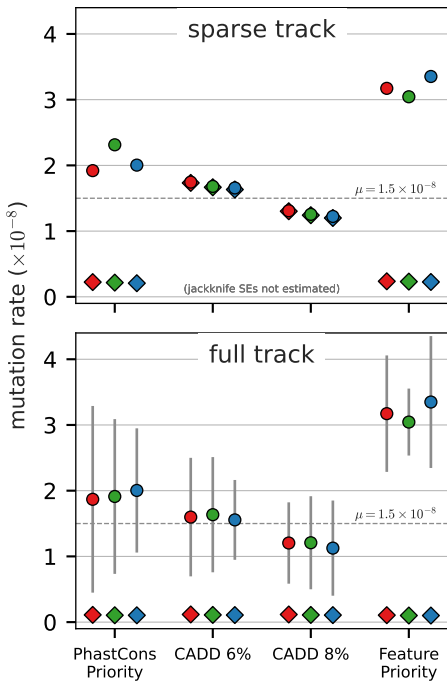 sparse track
4
3
2
1
0
μ = 1.5 × 10⁻⁸
(jackknife SEs not estimated)
mutation rate (×10⁻⁸)
full track
4
3
2
1
0
μ = 1.5 × 10⁻⁸
PhastCons
Priority
CADD 6%
CADD 8%
Feature
Priority